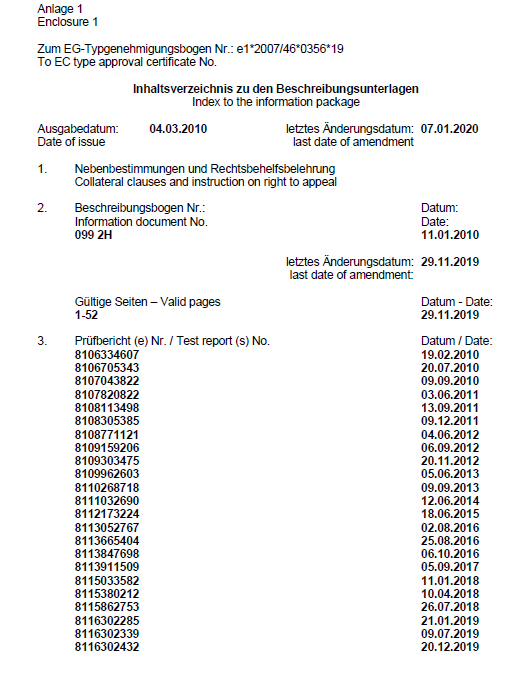 Anlage 1
Enclosure 1
Zum EG-Typgenehmigungsbogen Nr.: e1*2007/46*0356*19
To EC type approval certificate No.
Inhaltsverzeichnis zu den Beschreibungsunterlagen
Index to the information package
Ausgabedatum: 04.03.2010 letztes Änderungsdatum: 07.01.2020
Date of issue last date of amendment
1. Nebenbestimmungen und Rechtsbehelfsbelehrung
Collateral clauses and instruction on right to appeal
2. Beschreibungsbogen Nr.: Datum:
Information document No. Date:
099 2H 11.01.2010
letztes Änderungsdatum: 29.11.2019
last date of amendment:
Gültige Seiten – Valid pages Datum - Date:
1-52 29.11.2019
3. Prüfbericht (e) Nr. / Test report (s) No. Datum / Date:
8106334607 19.02.2010
8106705343 20.07.2010
8107043822 09.09.2010
8107820822 03.06.2011
8108113498 13.09.2011
8108305385 09.12.2011
8108771121 04.06.2012
8109159206 06.09.2012
8109303475 20.11.2012
8109962603 05.06.2013
8110268718 09.09.2013
8111032690 12.06.2014
8112173224 18.06.2015
8113052767 02.08.2016
8113665404 25.08.2016
8113847698 06.10.2016
8113911509 05.09.2017
8115033582 11.01.2018
8115380212 10.04.2018
8115862753 26.07.2018
8116302285 21.01.2019
8116302339 09.07.2019
8116302432 20.12.2019